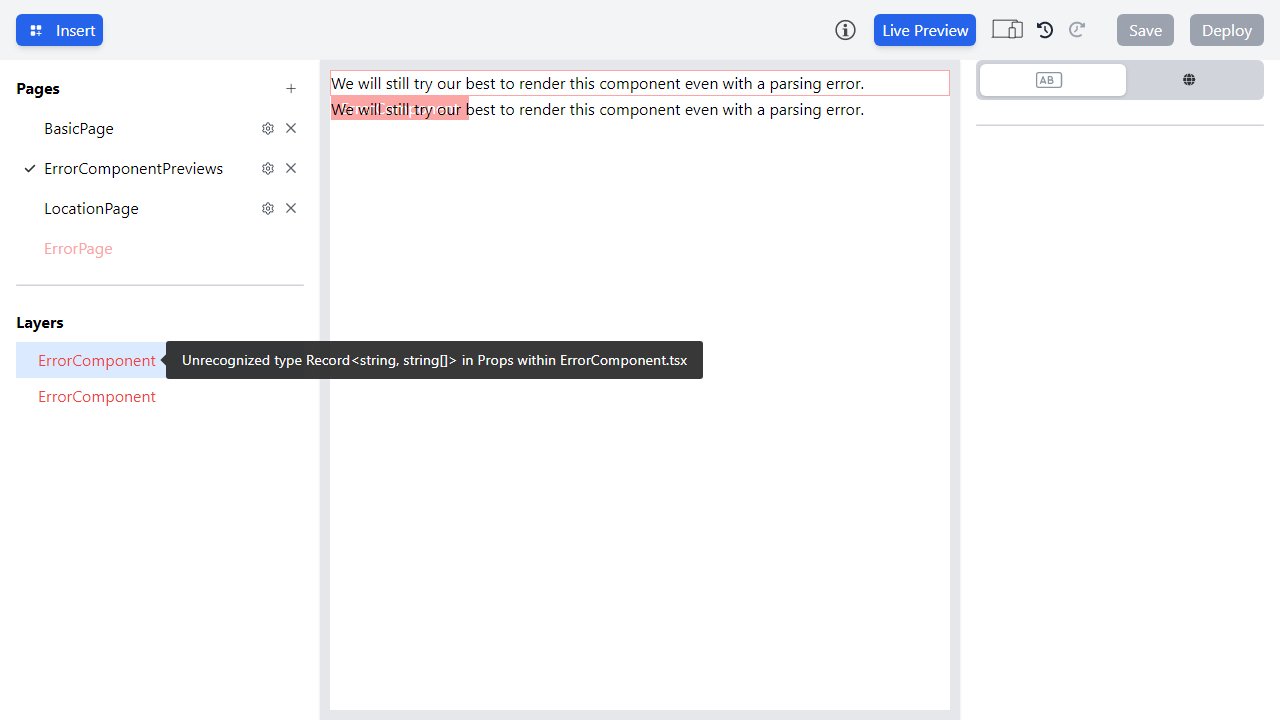 Insert
Live Preview
Save
Deploy
Pages
BasicPage
ErrorComponentPreviews
LocationPage
ErrorPage
Layers
ErrorComponent
Unrecognized type Record<string, string[]> in Props within ErrorComponent.tsx
ErrorComponent
We will still try our best to render this component even with a parsing error.
We will still try our best to render this component even with a parsing error.
AB